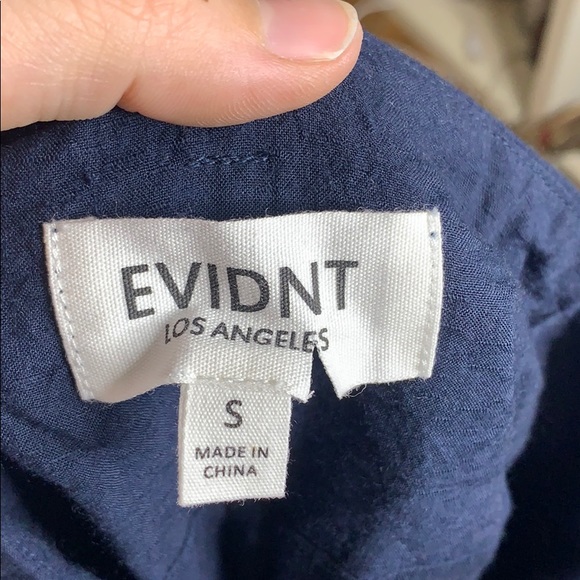 EVIDNT
LOS ANGELES
S
MADE IN
CHINA